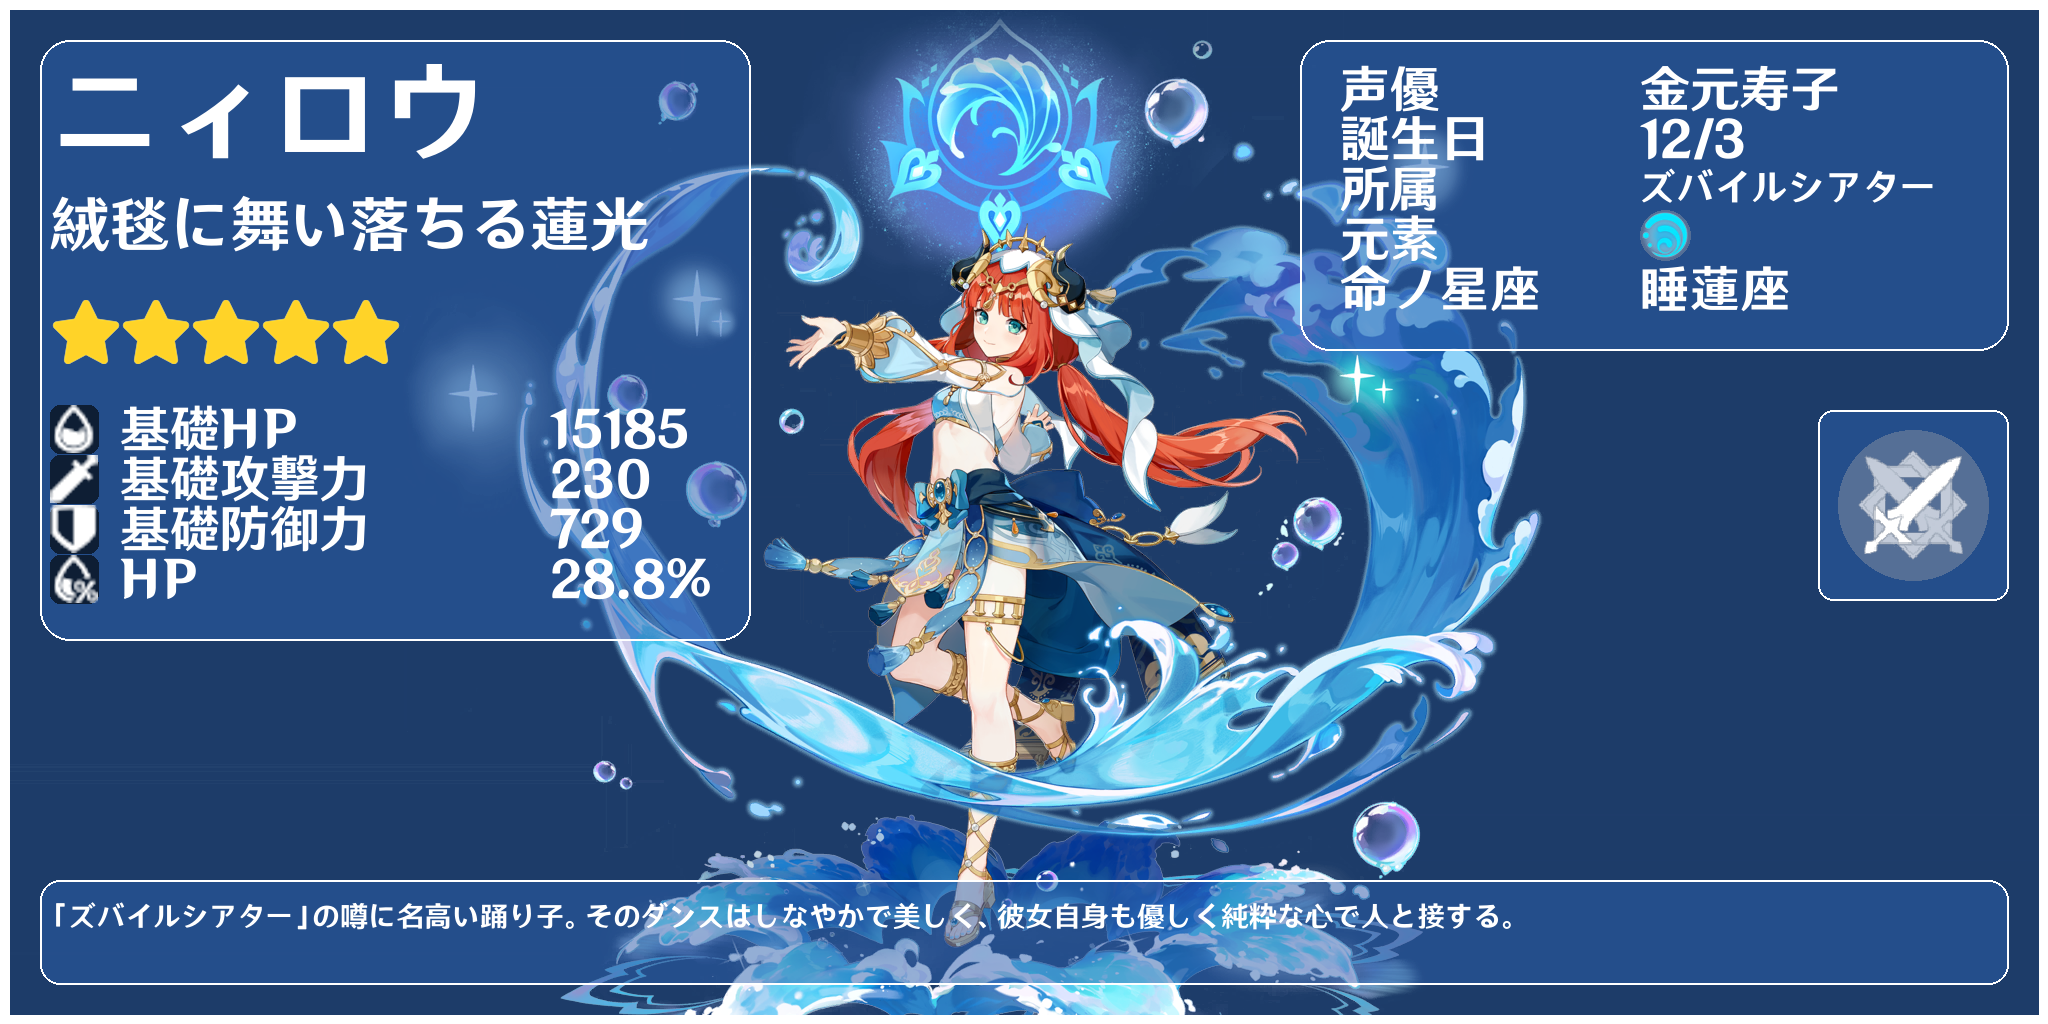 ニィロウ
絨毯に舞い落ちる蓮光
基礎HP 15185
基礎攻撃力 230
基礎防御力 729
HP 28.8%
声優 金元寿子
誕生日 12/3
所属 ズバイルシアター
元素
命ノ星座 睡蓮座
「ズバイルシアター」の噂に名高い踊り子。そのダンスはしなやかで美しく、彼女自身も優しく純粋な心で人と接する。